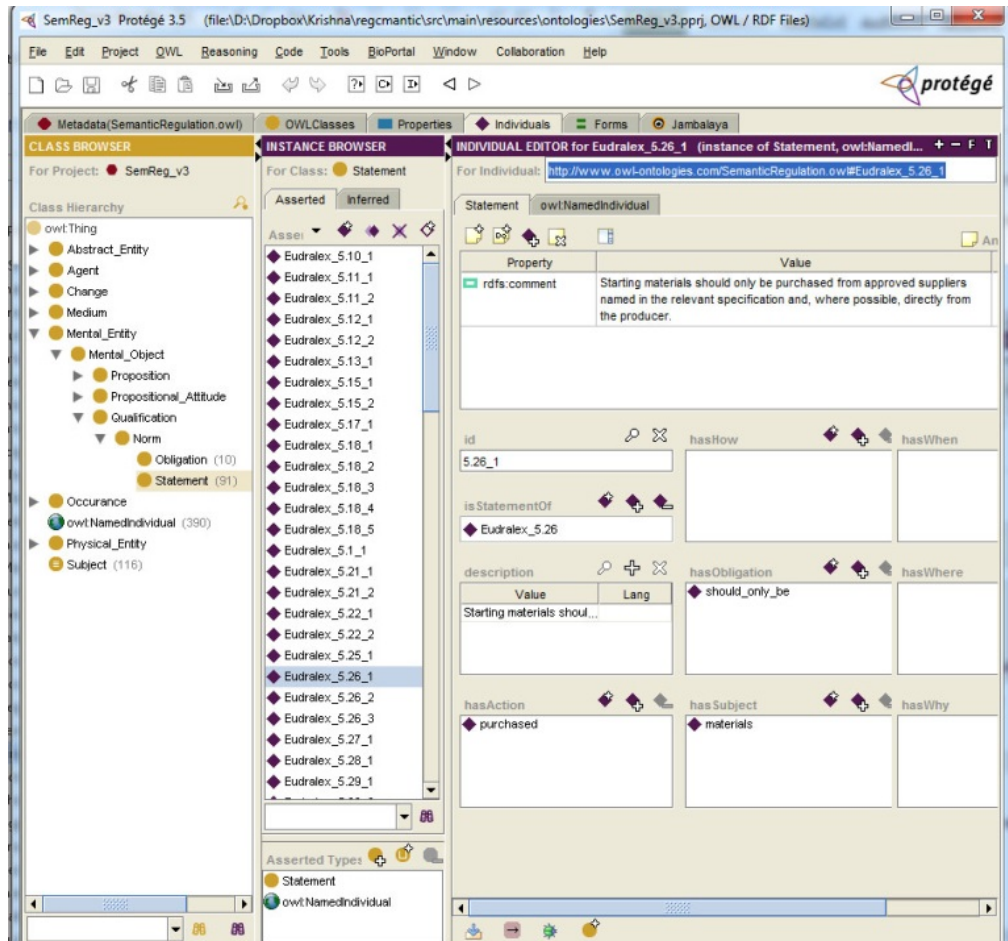 SemReg_v3 Protégé 3.5 (file:\D:\Dropbox\Krishna\regcmantic\src\main\resources\ontologies\SemReg_v3.pprj, OWL / RDF Files)
File Edit Project OWL Reasoning Code Tools BioPortal Window Collaboration Help
protégé
Metadata(SemanticRegulation.owl) OWLClasses Properties Individuals Forms Jambalaya
CLASS BROWSER
For Project: SemReg_v3
Class Hierarchy
owl:Thing
Abstract_Entity
Agent
Change
Medium
Mental_Entity
Mental_Object
Proposition
Propositional_Attitude
Qualification
Norm
Obligation (10)
Statement (91)
Occurance
owl:NamedIndividual (390)
Physical_Entity
Subject (116)
INSTANCE BROWSER
For Class: Statement
Asserted Inferred
Asser
Eudralex_5.10_1
Eudralex_5.11_1
Eudralex_5.11_2
Eudralex_5.12_1
Eudralex_5.12_2
Eudralex_5.13_1
Eudralex_5.15_1
Eudralex_5.15_2
Eudralex_5.17_1
Eudralex_5.18_1
Eudralex_5.18_2
Eudralex_5.18_3
Eudralex_5.18_4
Eudralex_5.18_5
Eudralex_5.1_1
Eudralex_5.21_1
Eudralex_5.21_2
Eudralex_5.22_1
Eudralex_5.22_2
Eudralex_5.25_1
Eudralex_5.26_1
Eudralex_5.26_2
Eudralex_5.26_3
Eudralex_5.27_1
Eudralex_5.28_1
Eudralex_5.29_1
Asserted Types
Statement
owl:NamedIndividual
INDIVIDUAL EDITOR for Eudralex_5.26_1 (instance of Statement, owl:NamedI... + - F T
For Individual: http://www.owl-ontologies.com/SemanticRegulation.owl#Eudralex_5.26_1
Statement owl:NamedIndividual
An
Property Value
rdfs:comment Starting materials should only be purchased from approved suppliers
named in the relevant specification and, where possible, directly from
the producer.
id
5.26_1
isStatementOf
Eudralex_5.26
hasHow
hasWhen
description
Value Lang
Starting materials shoul...
hasObligation
should_only_be
hasWhere
hasAction
purchased
hasSubject
materials
hasWhy